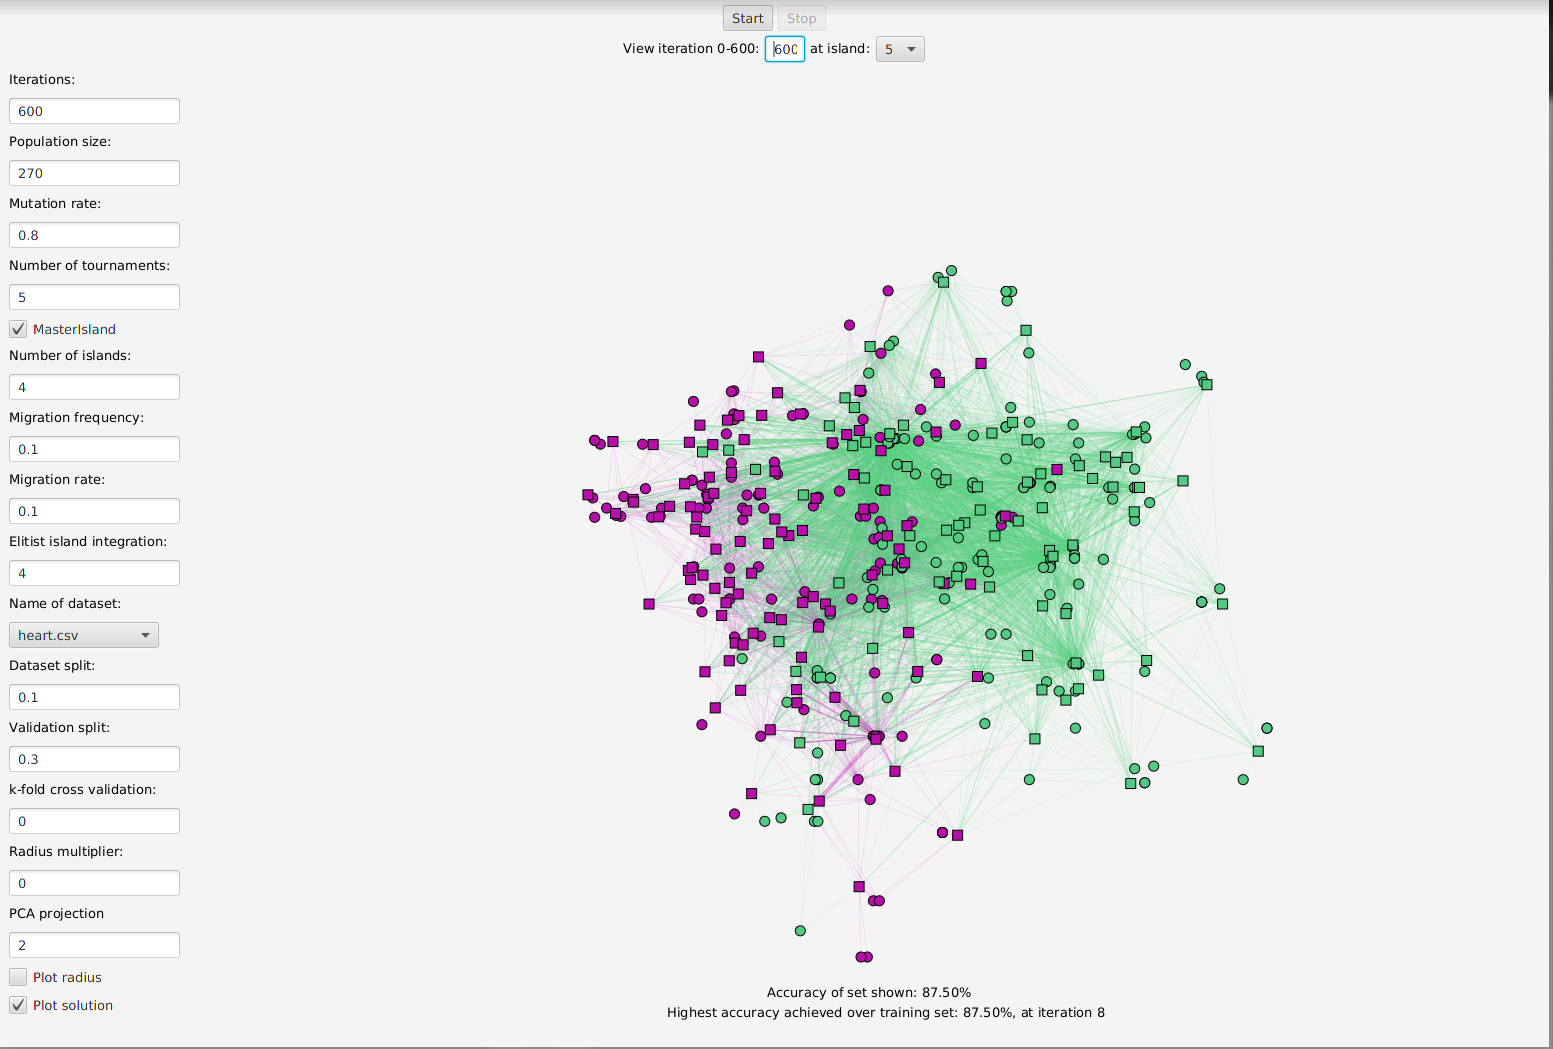 Start Stop
View iteration 0-600: 600 at island: 5
Iterations:
600
Population size:
270
Mutation rate:
0.8
Number of tournaments:
5
MasterIsland
Number of islands:
4
Migration frequency:
0.1
Migration rate:
0.1
Elitist island integration:
4
Name of dataset:
heart.csv
Dataset split:
0.1
Validation split:
0.3
k-fold cross validation:
0
Radius multiplier:
0
PCA projection
2
Plot radius
Plot solution
Accuracy of set shown: 87.50%
Highest accuracy achieved over training set: 87.50%, at iteration 8